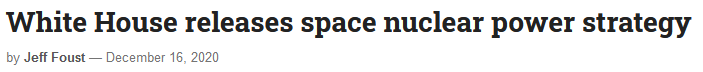 White House releases space nuclear power strategy
by Jeff Foust — December 16, 2020